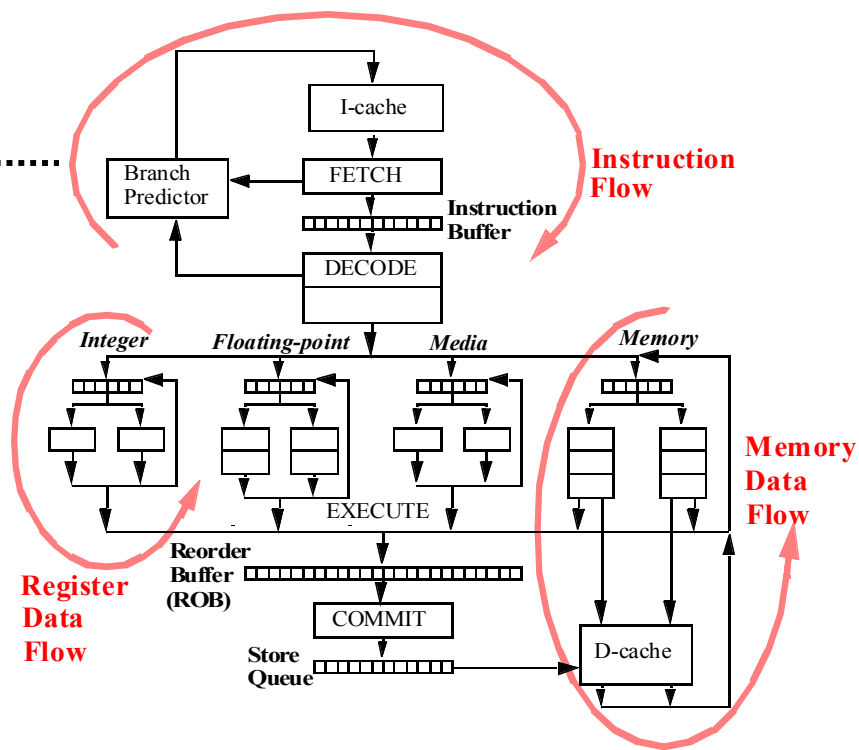 I-cache
Branch
Predictor
FETCH
Instruction
Flow
Instruction
Buffer
DECODE
Integer
Floating-point
Media
Memory
Memory
Data
Flow
EXECUTE
Reorder
Buffer
(ROB)
Register
Data
Flow
COMMIT
Store
Queue
D-cache